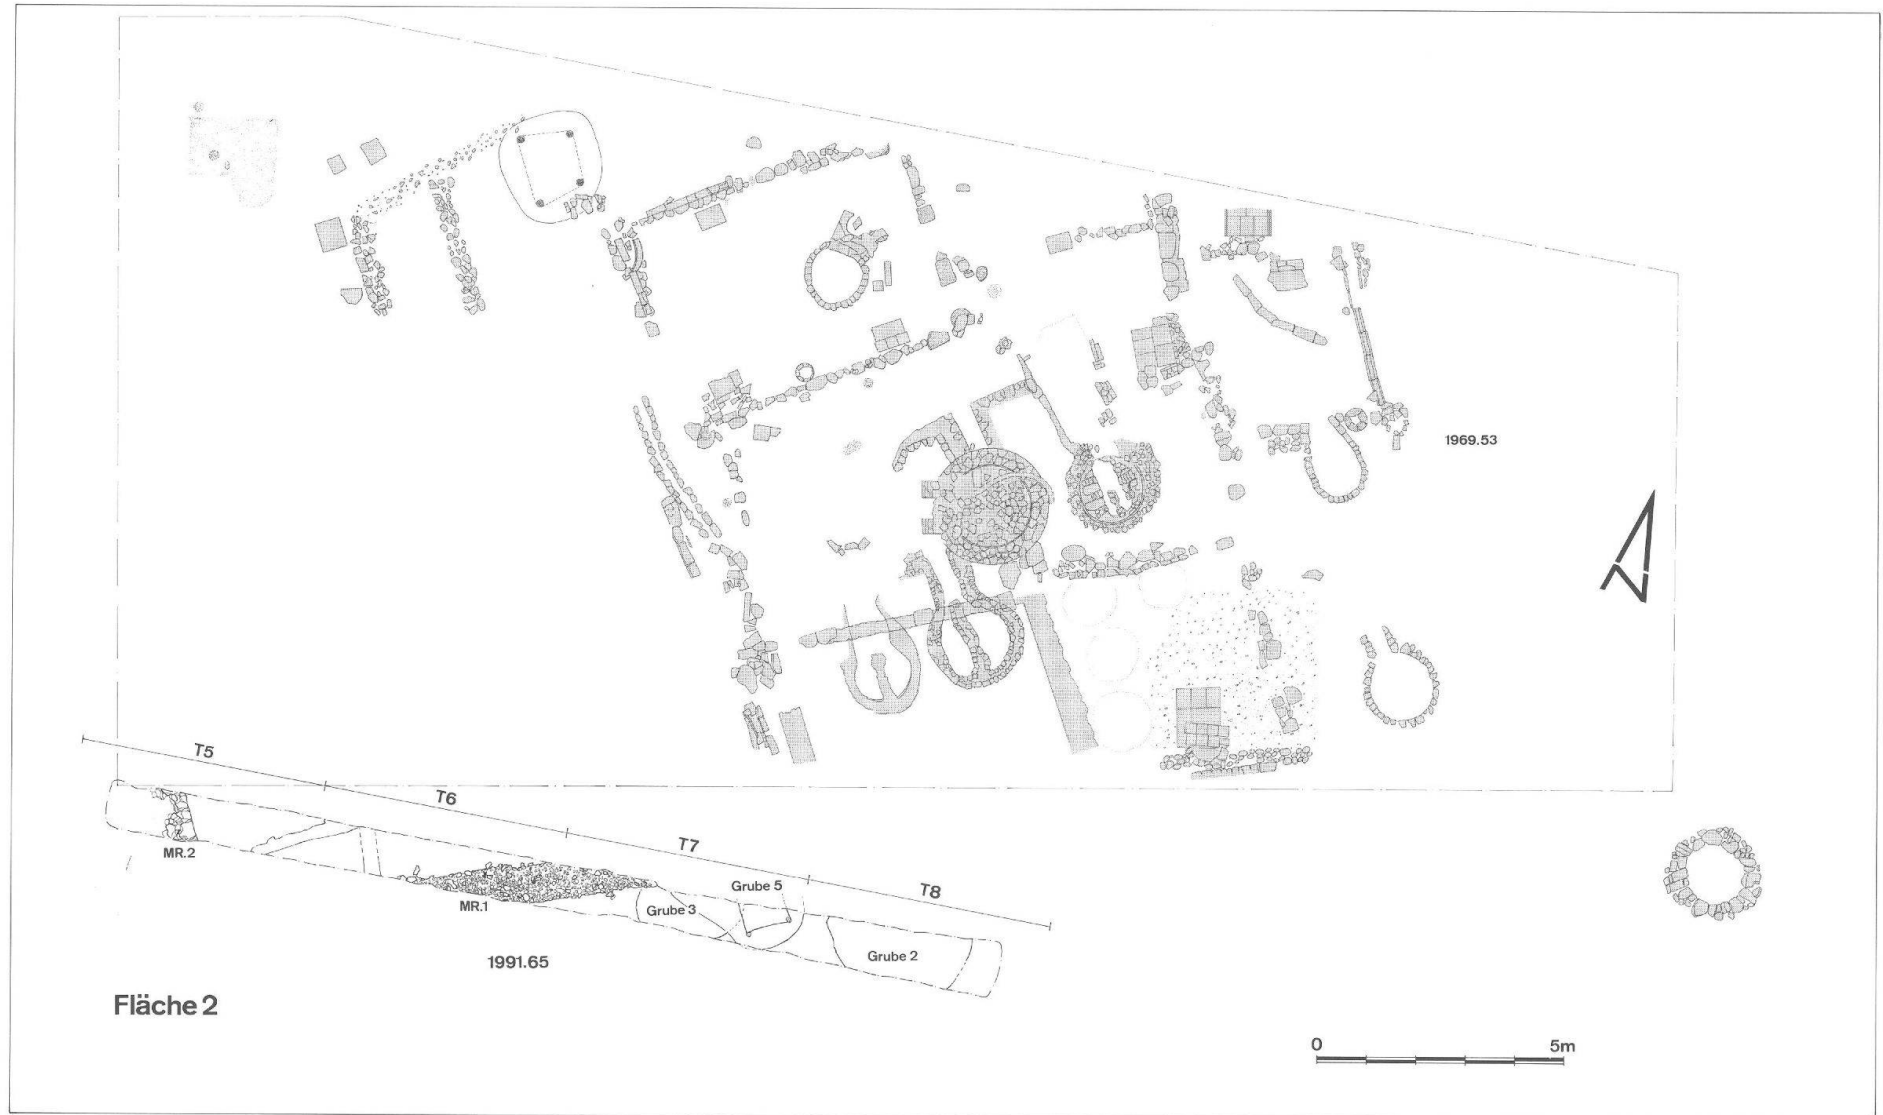 1969.53
T5
T6
T7
T8
MR.2
MR.1
Grube 5
Grube 3
Grube 2
1991.65
Fläche 2
0 5m